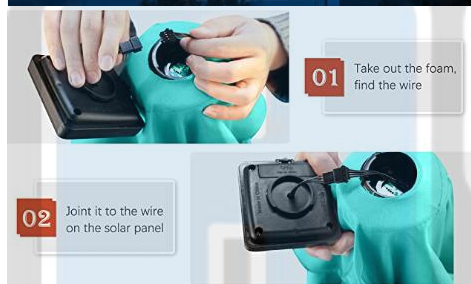 01
Take out the foam,
find the wire
02
Joint it to the wire
on the solar panel